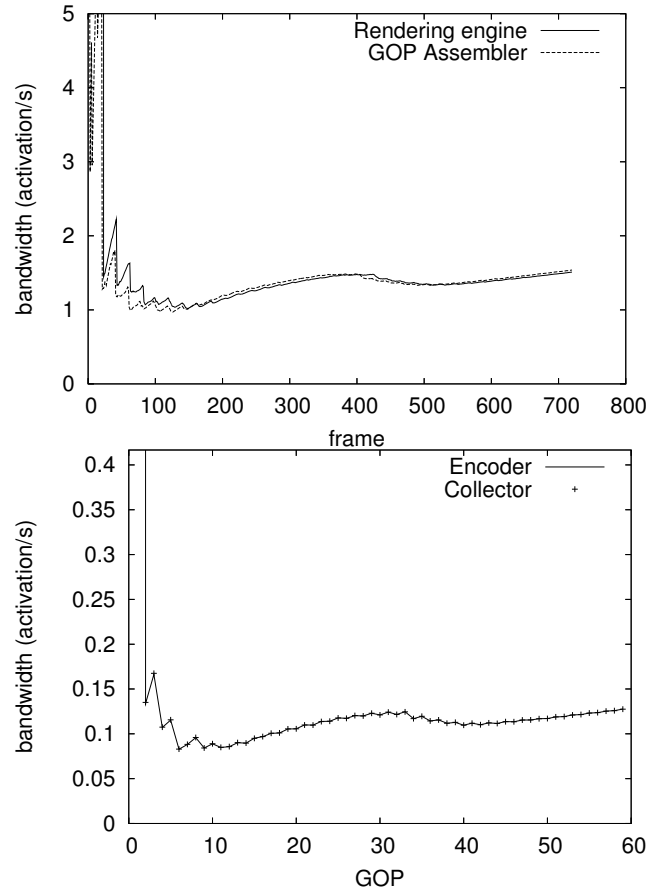 5
4
3
2
1
0
bandwidth (activation/s)
Rendering engine
GOP Assembler
0 100 200 300 400 500 600 700 800
frame
0.4
0.35
0.3
0.25
0.2
0.15
0.1
0.05
0
bandwidth (activation/s)
Encoder
Collector
0 10 20 30 40 50 60
GOP